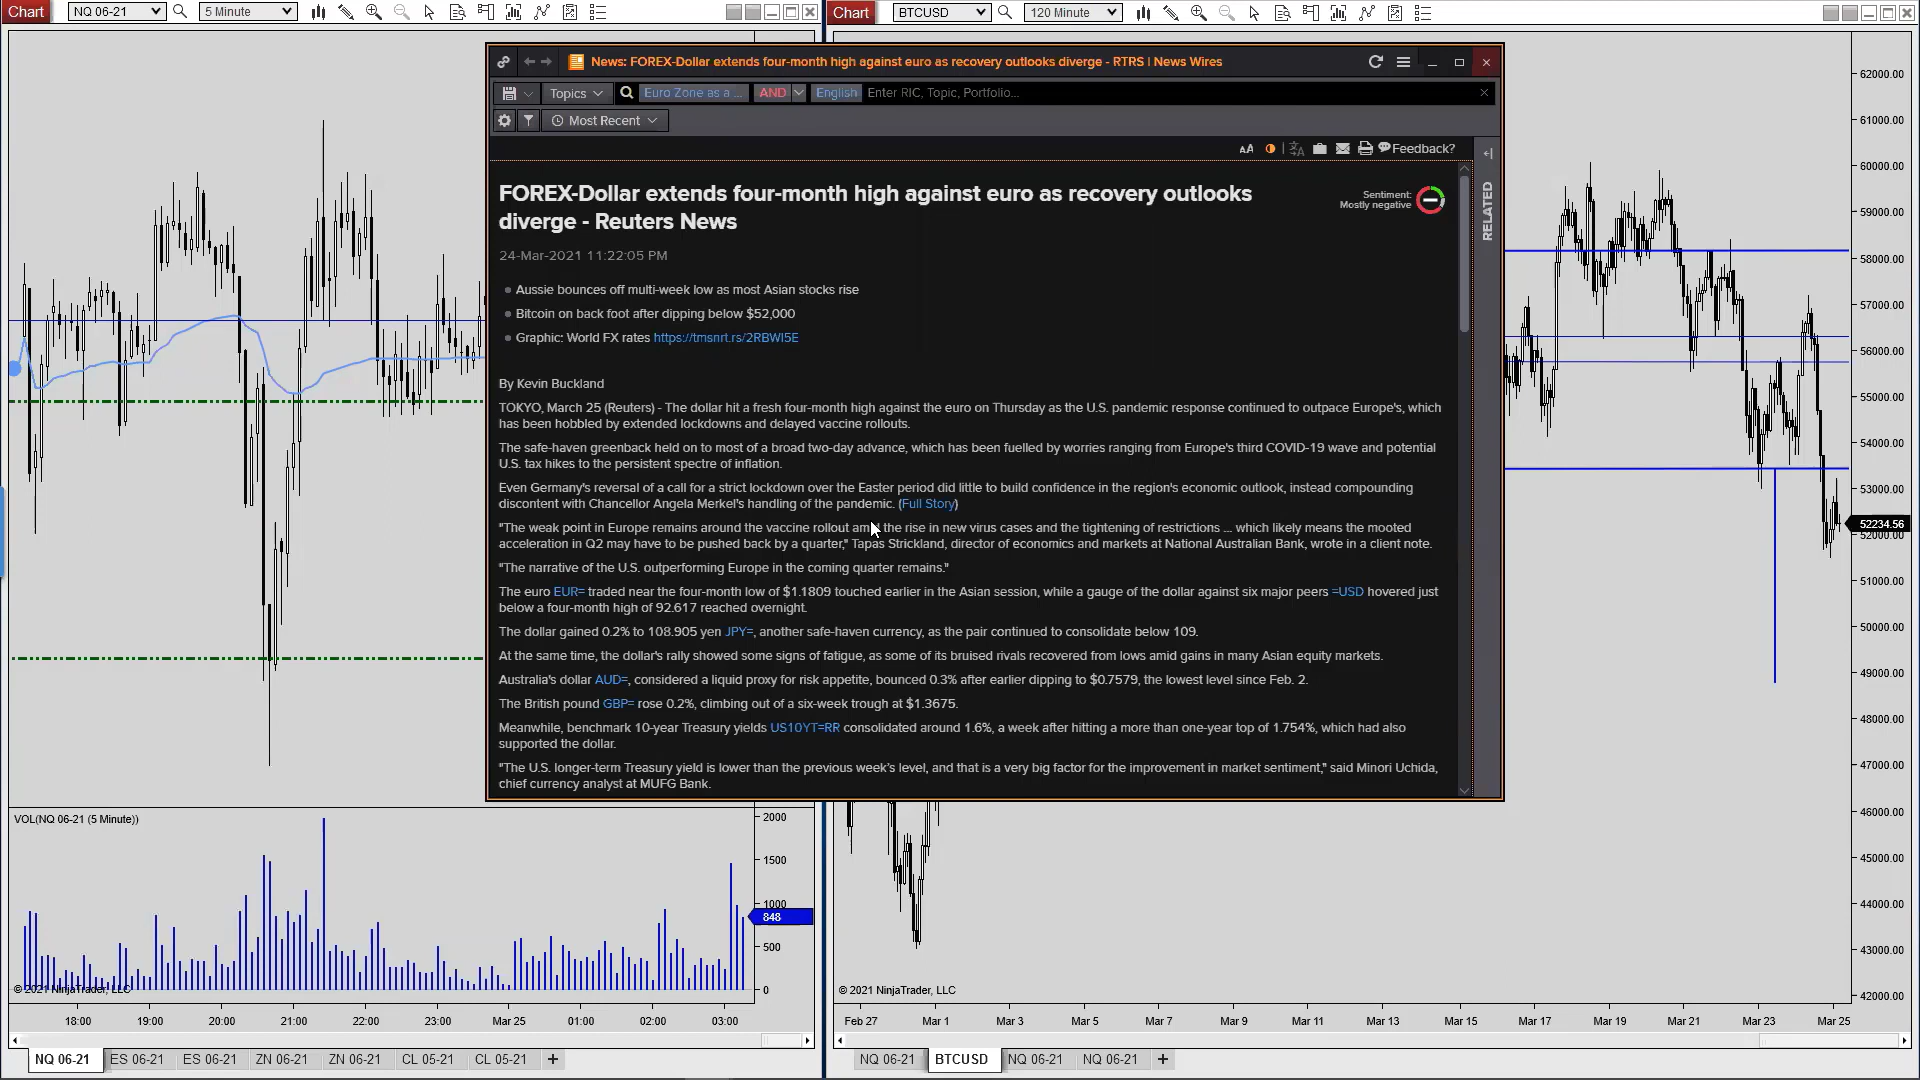 Chart NQ 06-21 5 Minute
Chart BTCUSD 120 Minute
News: FOREX-Dollar extends four-month high against euro as recovery outlooks diverge - RTRS | News Wires
Topics Euro Zone as a ... AND English Enter RIC, Topic, Portfolio...
Most Recent
AA Feedback?
RELATED
FOREX-Dollar extends four-month high against euro as recovery outlooks
diverge - Reuters News
Sentiment:
Mostly negative
24-Mar-2021 11:22:05 PM
Aussie bounces off multi-week low as most Asian stocks rise
Bitcoin on back foot after dipping below $52,000
Graphic: World FX rates https://tmsnrt.rs/2RBWI5E
By Kevin Buckland
TOKYO, March 25 (Reuters) - The dollar hit a fresh four-month high against the euro on Thursday as the U.S. pandemic response continued to outpace Europe's, which
has been hobbled by extended lockdowns and delayed vaccine rollouts.
The safe-haven greenback held on to most of a broad two-day advance, which has been fuelled by worries ranging from Europe's third COVID-19 wave and potential
U.S. tax hikes to the persistent spectre of inflation.
Even Germany's reversal of a call for a strict lockdown over the Easter period did little to build confidence in the region's economic outlook, instead compounding
discontent with Chancellor Angela Merkel's handling of the pandemic. (Full Story)
"The weak point in Europe remains around the vaccine rollout amid the rise in new virus cases and the tightening of restrictions ... which likely means the mooted
acceleration in Q2 may have to be pushed back by a quarter," Tapas Strickland, director of economics and markets at National Australian Bank, wrote in a client note.
"The narrative of the U.S. outperforming Europe in the coming quarter remains."
The euro EUR= traded near the four-month low of $1.1809 touched earlier in the Asian session, while a gauge of the dollar against six major peers =USD hovered just
below a four-month high of 92.617 reached overnight.
The dollar gained 0.2% to 108.905 yen JPY=, another safe-haven currency, as the pair continued to consolidate below 109.
At the same time, the dollar's rally showed some signs of fatigue, as some of its bruised rivals recovered from lows amid gains in many Asian equity markets.
Australia's dollar AUD=, considered a liquid proxy for risk appetite, bounced 0.3% after earlier dipping to $0.7579, the lowest level since Feb. 2.
The British pound GBP= rose 0.2%, climbing out of a six-week trough at $1.3675.
Meanwhile, benchmark 10-year Treasury yields US10YT=RR consolidated around 1.6%, a week after hitting a more than one-year top of 1.754%, which had also
supported the dollar.
"The U.S. longer-term Treasury yield is lower than the previous week's level, and that is a very big factor for the improvement in market sentiment," said Minori Uchida,
chief currency analyst at MUFG Bank.
62000.00
61000.00
60000.00
59000.00
58000.00
57000.00
56000.00
55000.00
54000.00
53000.00
52234.56
52000.00
51000.00
50000.00
49000.00
48000.00
47000.00
46000.00
45000.00
44000.00
43000.00
42000.00
VOL(NQ 06-21 (5 Minute))
2000
1500
1000
848
500
0
© 2021 NinjaTrader, LLC
© 2021 NinjaTrader, LLC
18:00 19:00 20:00 21:00 22:00 23:00 Mar 25 01:00 02:00 03:00
Feb 27 Mar 1 Mar 3 Mar 5 Mar 7 Mar 9 Mar 11 Mar 13 Mar 15 Mar 17 Mar 19 Mar 21 Mar 23 Mar 25
NQ 06-21 ES 06-21 ES 06-21 ZN 06-21 ZN 06-21 CL 05-21 CL 05-21 +
NQ 06-21 BTCUSD NQ 06-21 NQ 06-21 +